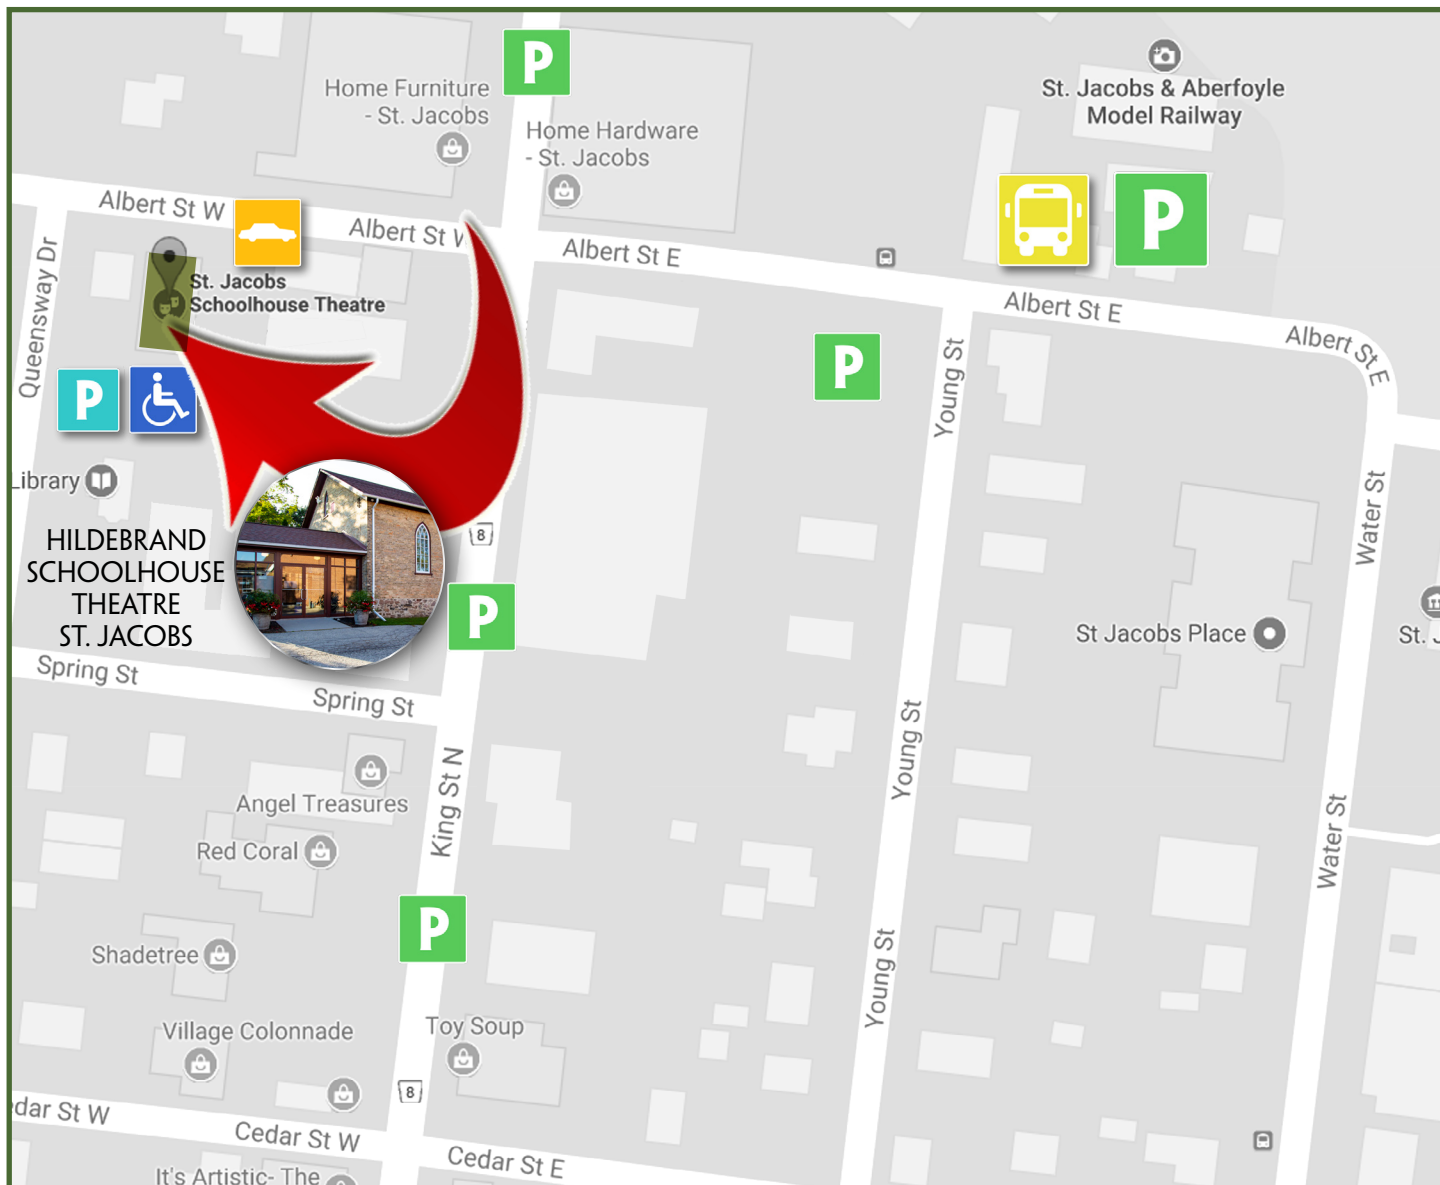 P
Home Furniture
- St. Jacobs
Home Hardware
- St. Jacobs
St. Jacobs & Aberfoyle
Model Railway
Albert St W
Albert St W
Albert St E
P
Queensway Dr
St. Jacobs
Schoolhouse Theatre
Albert St E
Albert St E
P
Young St
P
Library
Water St
HILDEBRAND
SCHOOLHOUSE
THEATRE
ST. JACOBS
8
P
St Jacobs Place
St. J
Spring St
Spring St
Young St
King St N
Angel Treasures
Red Coral
Water St
P
Shadetree
Young St
Village Colonnade
Toy Soup
8
dar St W
Cedar St W
Cedar St E
It's Artistic- The